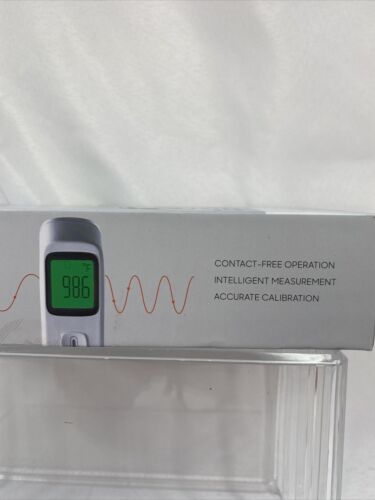 °F
986
CONTACT-FREE OPERATION
INTELLIGENT MEASUREMENT
ACCURATE CALIBRATION